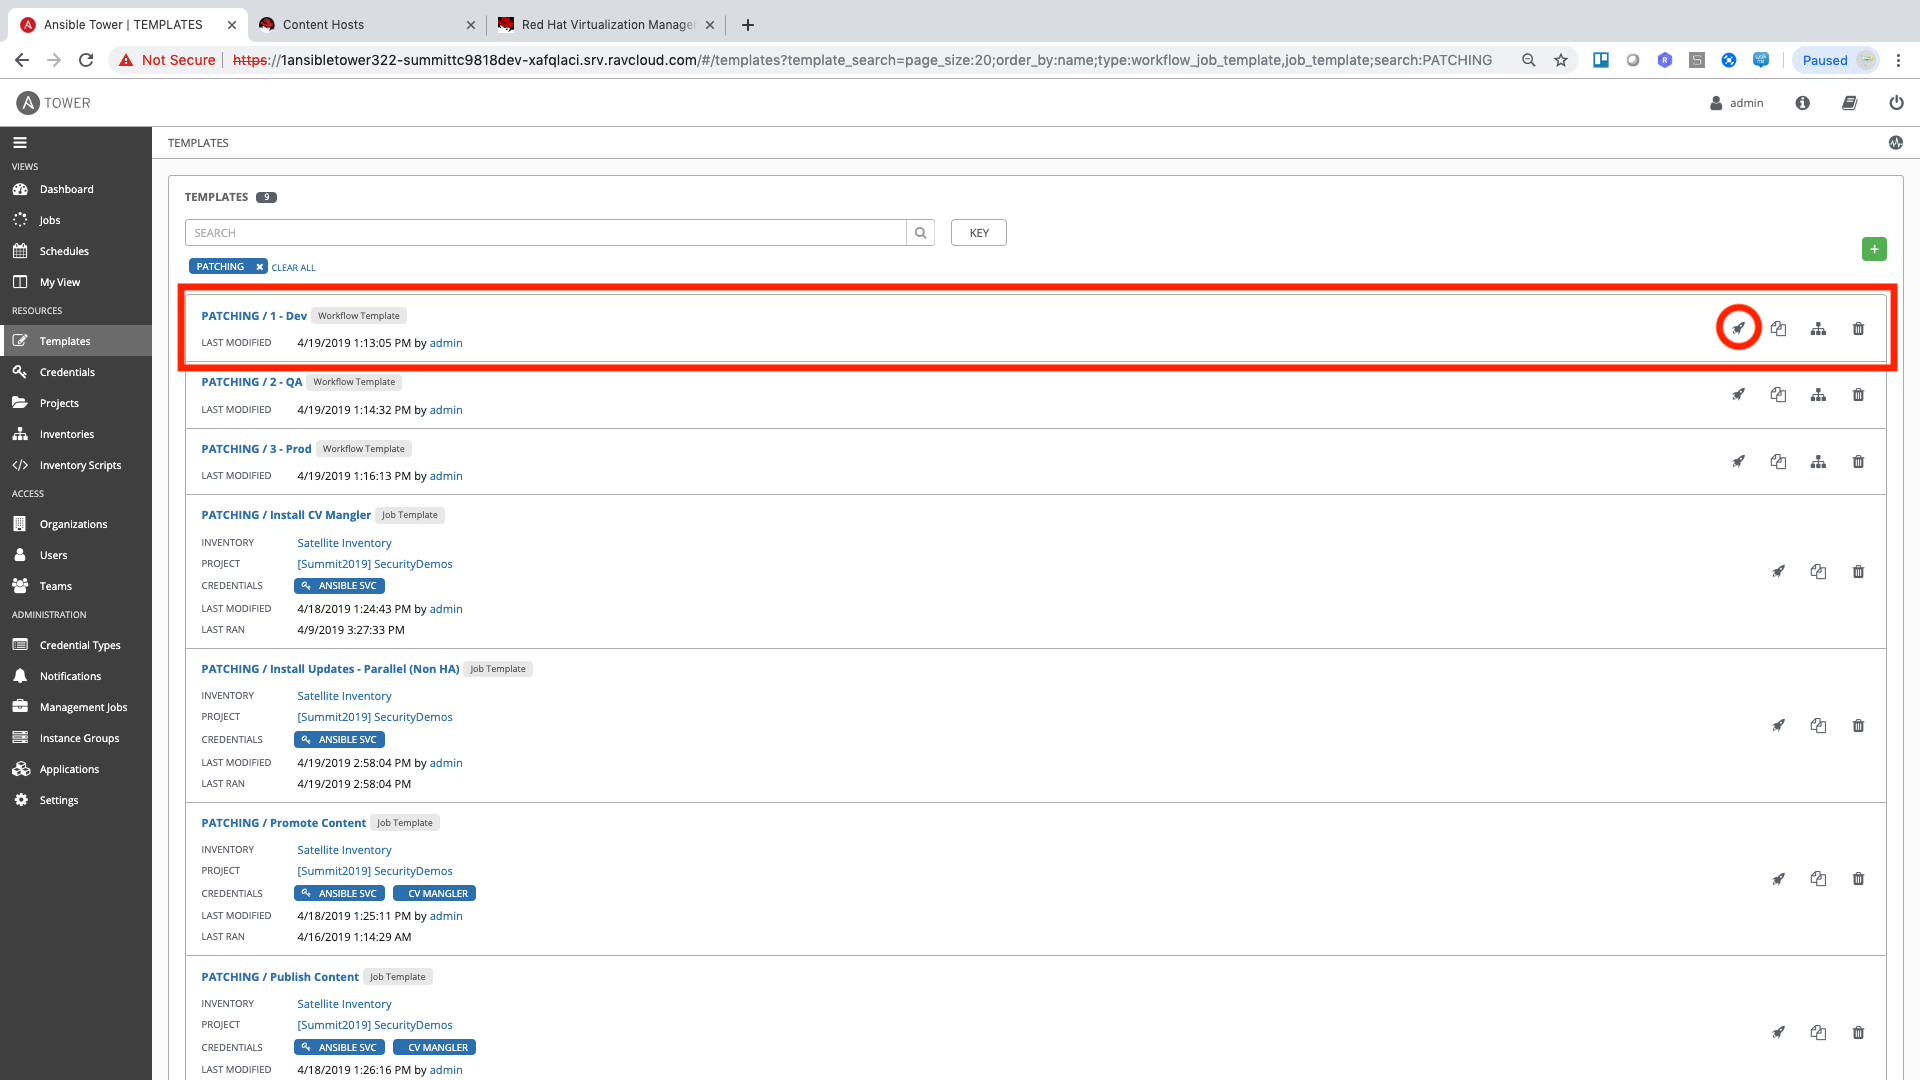 Ansible Tower | TEMPLATES
Content Hosts
Red Hat Virtualization Manage
Not Secure https://1ansibletower322-summittc9818dev-xafqlaci.srv.ravcloud.com/#/templates?template_search=page_size:20;order_by:name;type:workflow_job_template,job_template;search:PATCHING
Paused
A TOWER
admin
VIEWS
Dashboard
Jobs
Schedules
My View
RESOURCES
Templates
Credentials
Projects
Inventories
Inventory Scripts
ACCESS
Organizations
Users
Teams
ADMINISTRATION
Credential Types
Notifications
Management Jobs
Instance Groups
Applications
Settings
TEMPLATES
TEMPLATES 9
SEARCH
KEY
PATCHING CLEAR ALL
PATCHING / 1 - Dev Workflow Template
LAST MODIFIED 4/19/2019 1:13:05 PM by admin
PATCHING / 2 - QA Workflow Template
LAST MODIFIED 4/19/2019 1:14:32 PM by admin
PATCHING / 3 - Prod Workflow Template
LAST MODIFIED 4/19/2019 1:16:13 PM by admin
PATCHING / Install CV Mangler Job Template
INVENTORY Satellite Inventory
PROJECT [Summit2019] SecurityDemos
CREDENTIALS ANSIBLE SVC
LAST MODIFIED 4/18/2019 1:24:43 PM by admin
LAST RAN 4/9/2019 3:27:33 PM
PATCHING / Install Updates - Parallel (Non HA) Job Template
INVENTORY Satellite Inventory
PROJECT [Summit2019] SecurityDemos
CREDENTIALS ANSIBLE SVC
LAST MODIFIED 4/19/2019 2:58:04 PM by admin
LAST RAN 4/19/2019 2:58:04 PM
PATCHING / Promote Content Job Template
INVENTORY Satellite Inventory
PROJECT [Summit2019] SecurityDemos
CREDENTIALS ANSIBLE SVC CV MANGLER
LAST MODIFIED 4/18/2019 1:25:11 PM by admin
LAST RAN 4/16/2019 1:14:29 AM
PATCHING / Publish Content Job Template
INVENTORY Satellite Inventory
PROJECT [Summit2019] SecurityDemos
CREDENTIALS ANSIBLE SVC CV MANGLER
LAST MODIFIED 4/18/2019 1:26:16 PM by admin